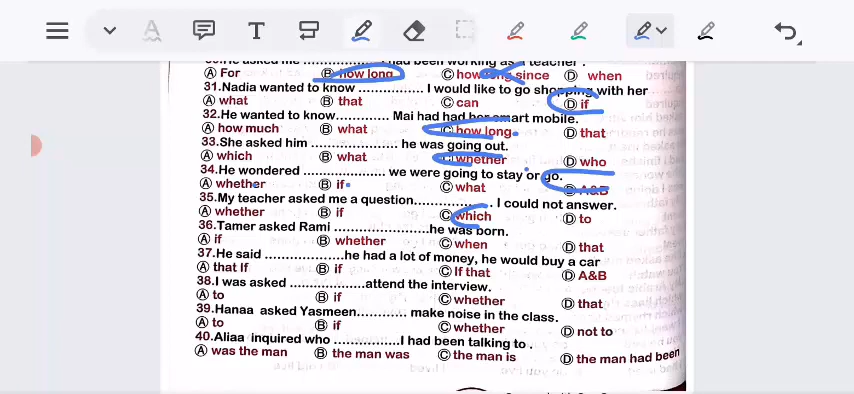 had been working as a teacher .
Ⓐ For Ⓑ how long Ⓒ how long since Ⓓ when
31.Nadia wanted to know .............. I would like to go shopping with her
Ⓐ what Ⓑ that Ⓒ can Ⓓ if
32.He wanted to know............ Mai had had her smart mobile.
Ⓐ how much Ⓑ what Ⓒ how long. Ⓓ that
33.She asked him ................... he was going out.
Ⓐ which Ⓑ what Ⓒ whether Ⓓ who
34.He wondered .................. we were going to stay or go.
Ⓐ whether Ⓑ if Ⓒ what Ⓓ A&B
35.My teacher asked me a question................. . I could not answer.
Ⓐ whether Ⓑ if Ⓒ which Ⓓ to
36.Tamer asked Rami .....................he was born.
Ⓐ if Ⓑ whether Ⓒ when Ⓓ that
37.He said .................he had a lot of money, he would buy a car
Ⓐ that If Ⓑ if Ⓒ If that Ⓓ A&B
38.I was asked ................attend the interview.
Ⓐ to Ⓑ if Ⓒ whether Ⓓ that
39.Hanaa asked Yasmeen........... make noise in the class.
Ⓐ to Ⓑ if Ⓒ whether Ⓓ not to
40.Aliaa inquired who ..............I had been talking to .
Ⓐ was the man Ⓑ the man was Ⓒ the man is Ⓓ the man had been